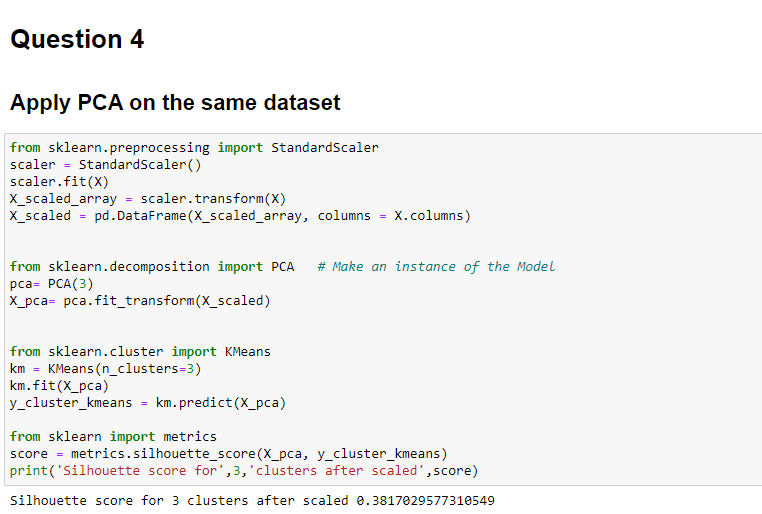 Question 4
Apply PCA on the same dataset
from sklearn.preprocessing import StandardScaler
scaler = StandardScaler()
scaler.fit(X)
X_scaled_array = scaler.transform(X)
X_scaled = pd.DataFrame(X_scaled_array, columns = X.columns)
from sklearn.decomposition import PCA   # Make an instance of the Model
pca= PCA(3)
X_pca= pca.fit_transform(X_scaled)
from sklearn.cluster import KMeans
km = KMeans(n_clusters=3)
km.fit(X_pca)
y_cluster_kmeans = km.predict(X_pca)
from sklearn import metrics
score = metrics.silhouette_score(X_pca, y_cluster_kmeans)
print('Silhouette score for',3,'clusters after scaled',score)
Silhouette score for 3 clusters after scaled 0.3817029577310549